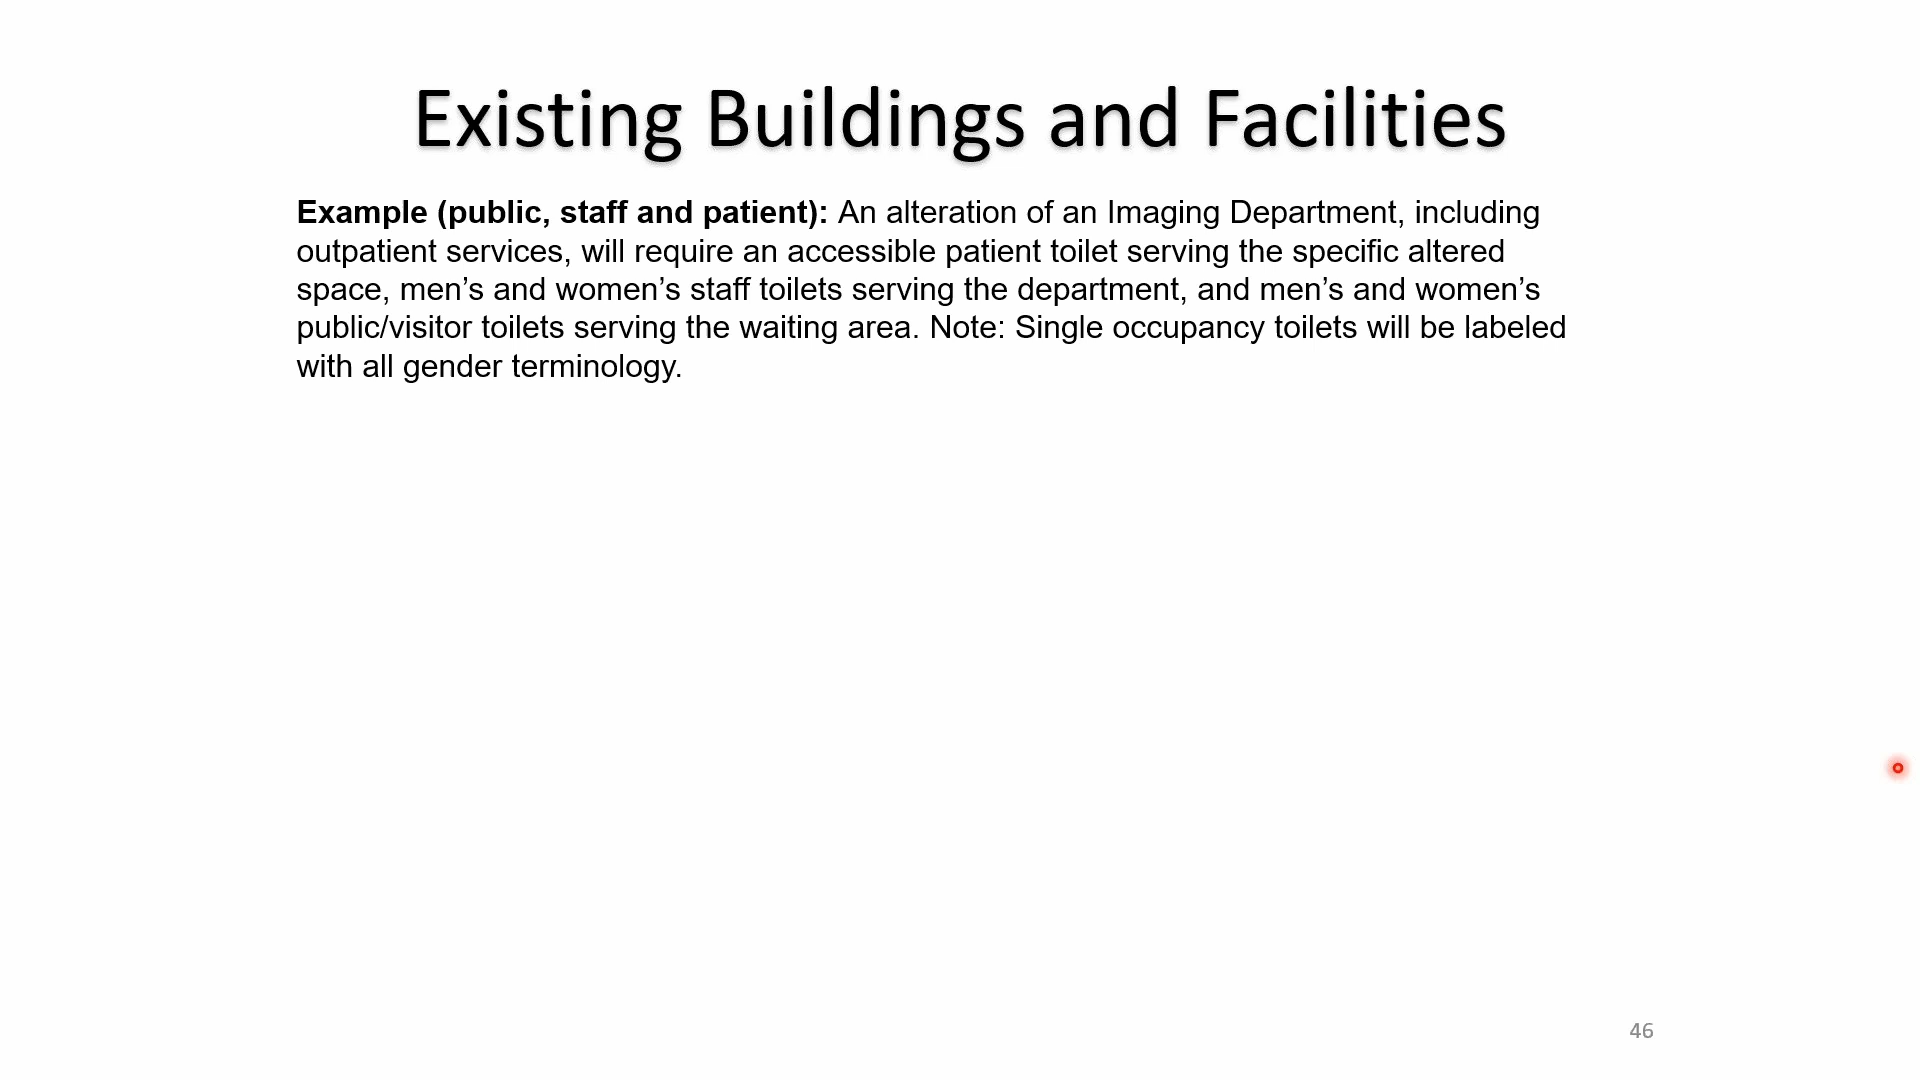 Existing Buildings and Facilities
Example (public, staff and patient): An alteration of an Imaging Department, including
outpatient services, will require an accessible patient toilet serving the specific altered
space, men’s and women’s staff toilets serving the department, and men’s and women’s
public/visitor toilets serving the waiting area. Note: Single occupancy toilets will be labeled
with all gender terminology.
46